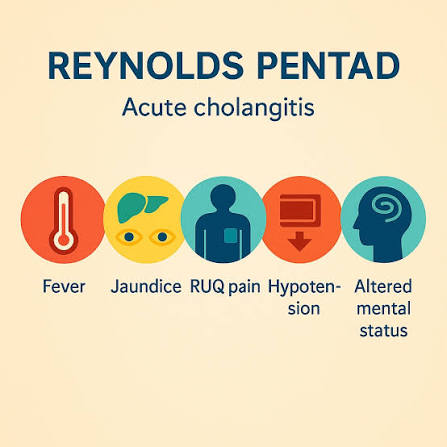 REYNOLDS PENTAD
Acute cholangitis
Fever
Jaundice
RUQ pain
Hypoten-
sion
Altered
mental
status